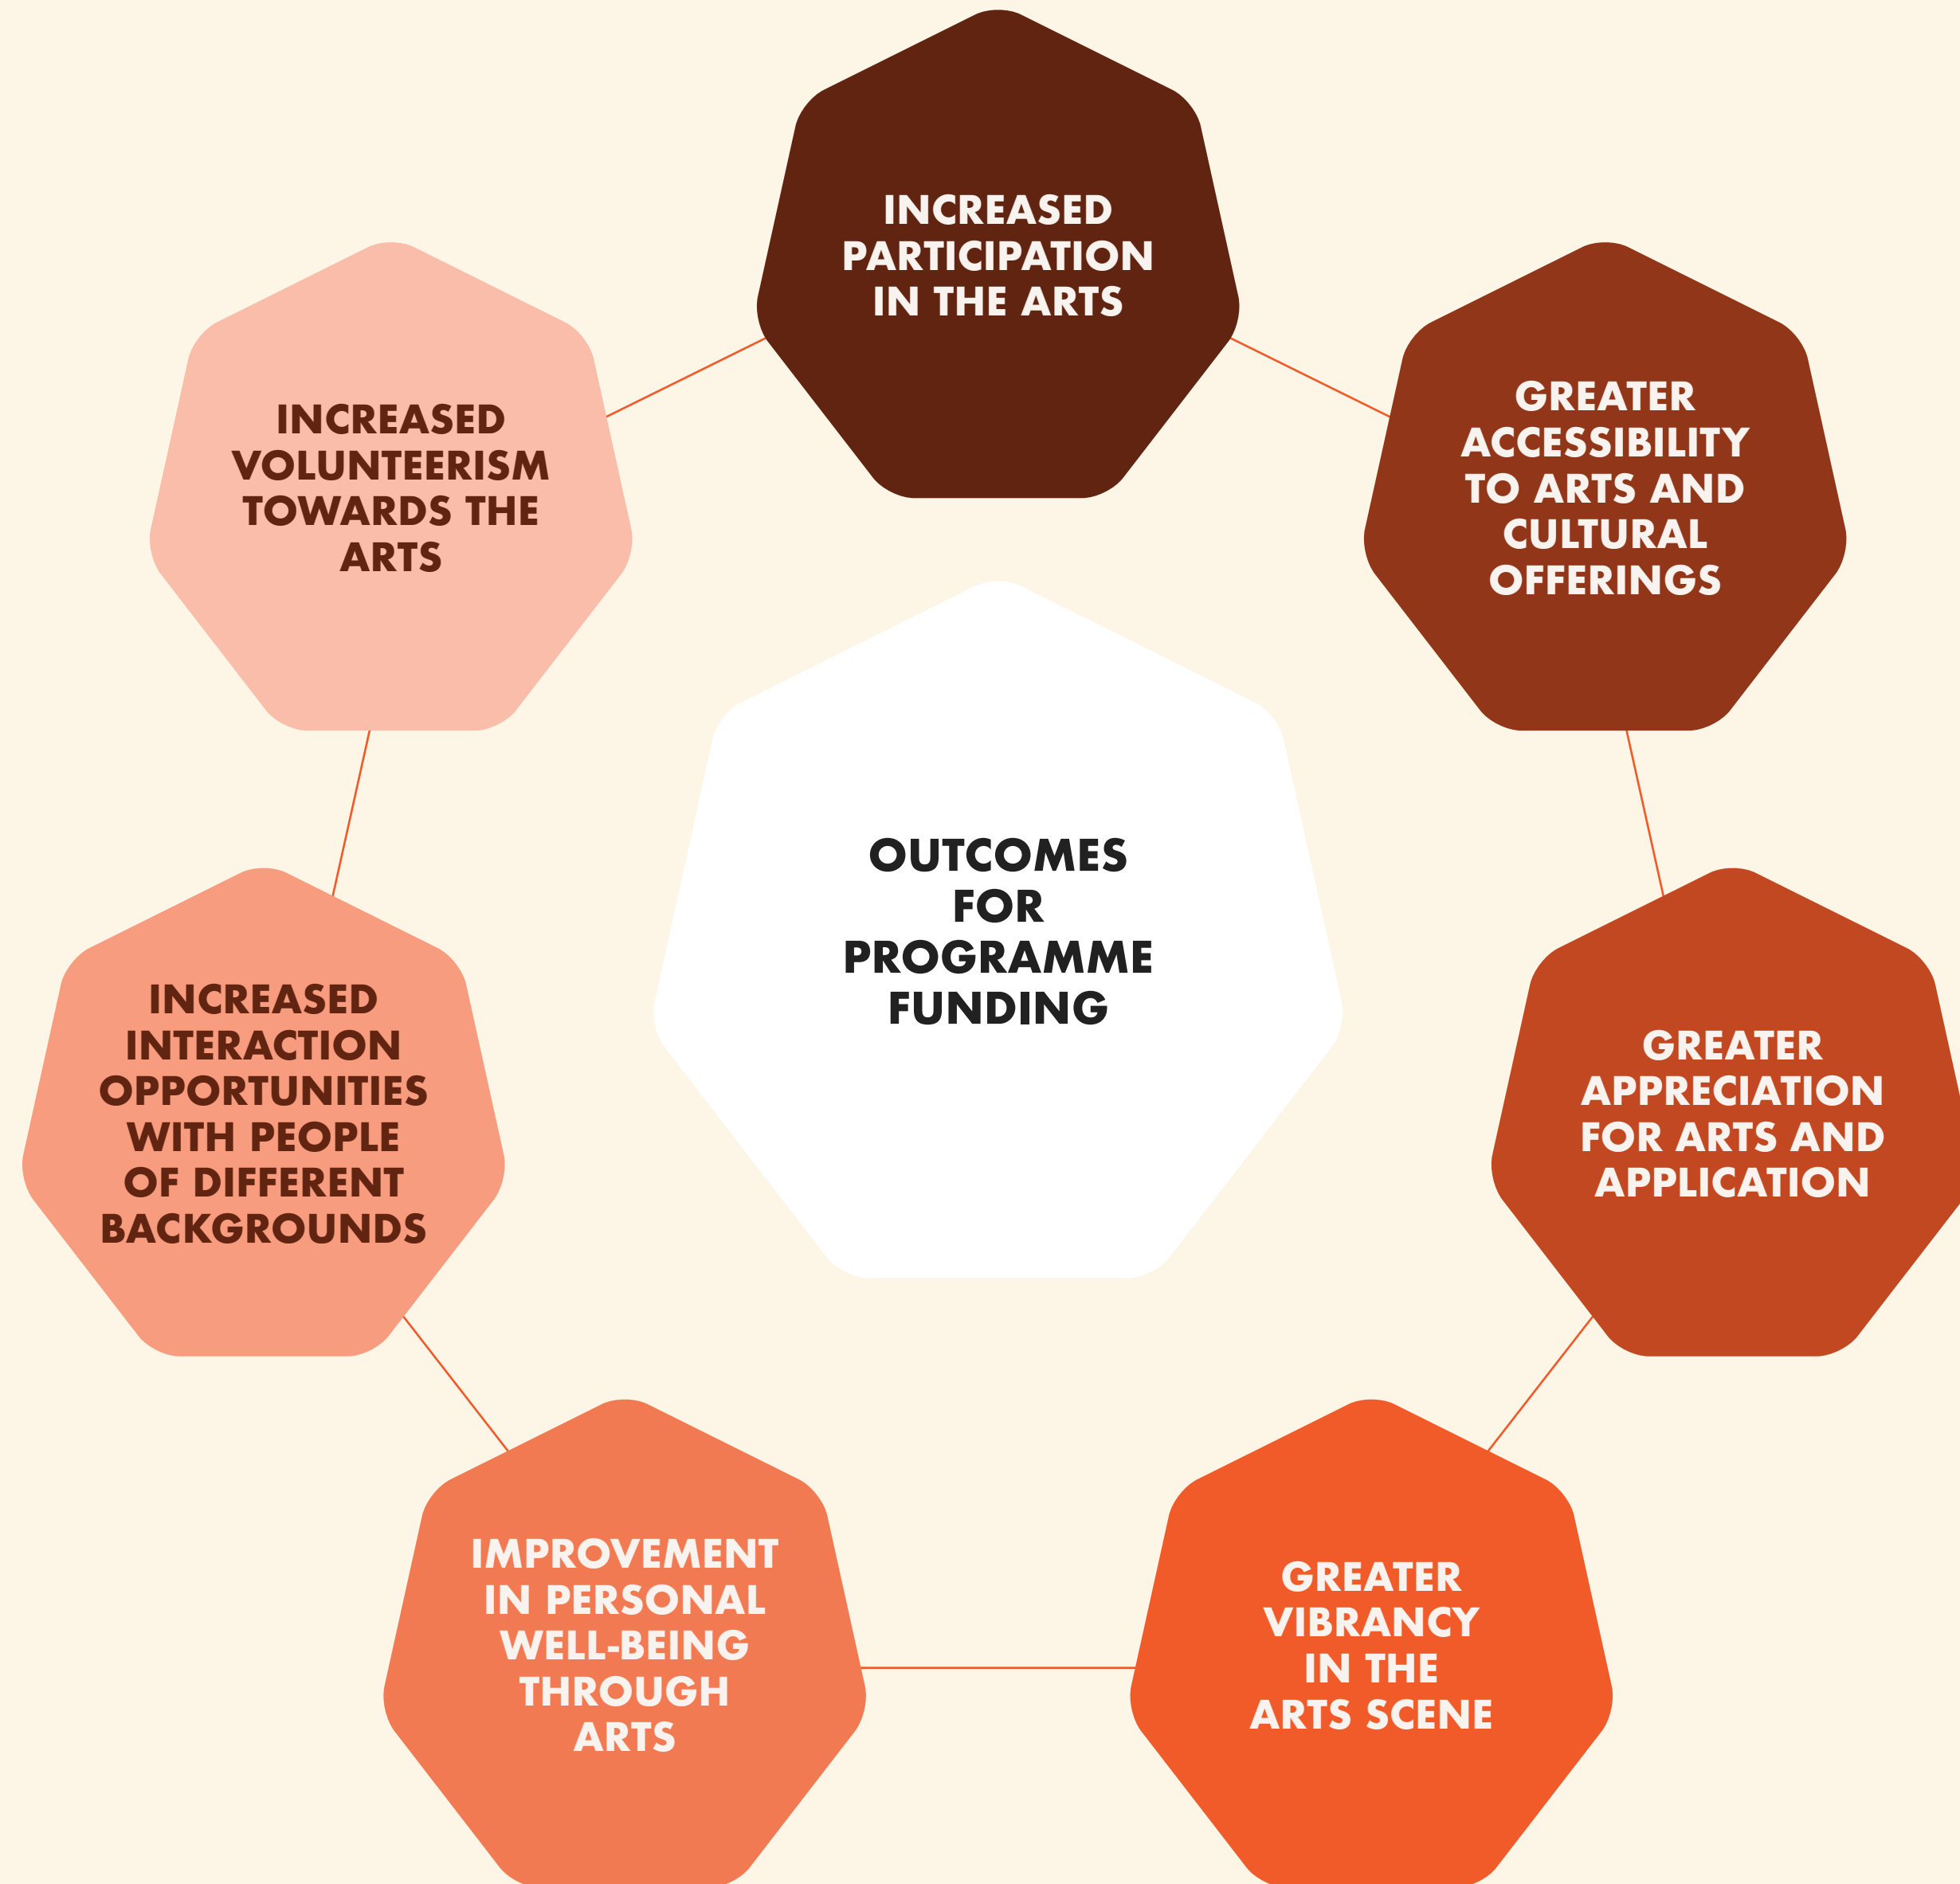 INCREASED
PARTICIPATION
IN THE ARTS
GREATER
ACCESSIBILITY
TO ARTS AND
CULTURAL
OFFERINGS
GREATER
APPRECIATION
FOR ARTS AND
APPLICATION
GREATER
VIBRANCY
IN THE
ARTS SCENE
IMPROVEMENT
IN PERSONAL
WELL-BEING
THROUGH
ARTS
INCREASED
INTERACTION
OPPORTUNITIES
WITH PEOPLE
OF DIFFERENT
BACKGROUNDS
INCREASED
VOLUNTEERISM
TOWARDS THE
ARTS
OUTCOMES
FOR
PROGRAMME
FUNDING